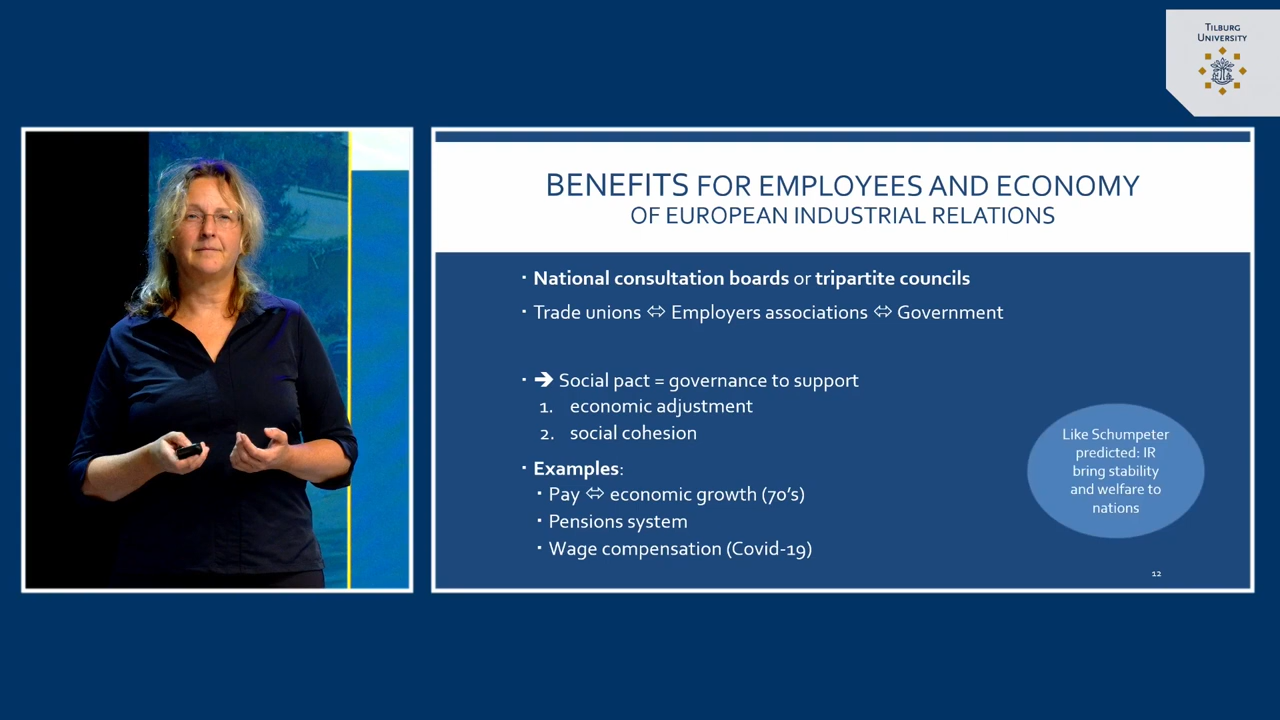 TILBURG
UNIVERSITY
BENEFITS FOR EMPLOYEES AND ECONOMY
OF EUROPEAN INDUSTRIAL RELATIONS
▪ National consultation boards or tripartite councils
▪ Trade unions ⇔ Employers associations ⇔ Government
▪ 🡺 Social pact = governance to support
1. economic adjustment
2. social cohesion
▪ Examples:
▪ Pay ⇔ economic growth (70's)
▪ Pensions system
▪ Wage compensation (Covid-19)
Like Schumpeter
predicted: IR
bring stability
and welfare to
nations
12